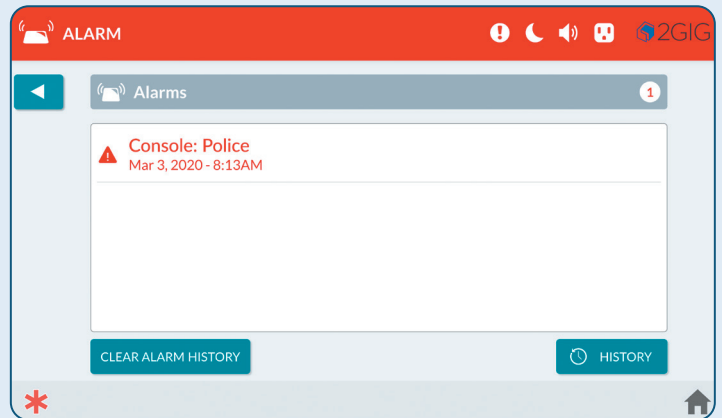 ALARM
2GIG
Alarms
1
Console: Police
Mar 3, 2020 - 8:13AM
CLEAR ALARM HISTORY
HISTORY